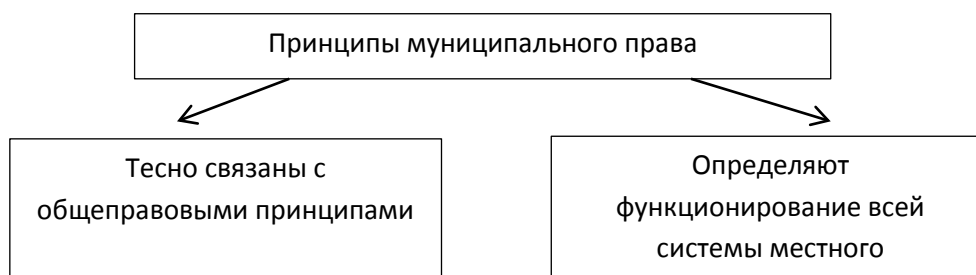 Принципы муниципального права
Тесно связаны с
общеправовыми принципами
Определяют
функционирование всей
системы местного